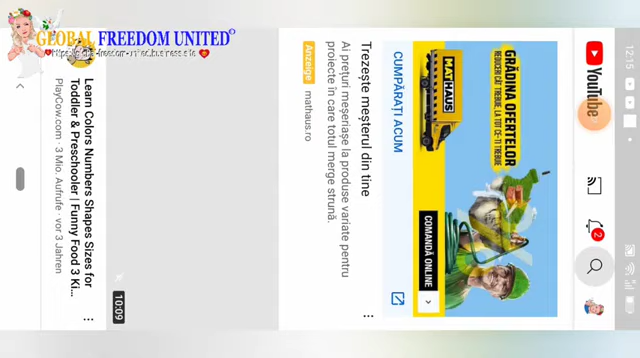 GLOBAL FREEDOM UNITED©
12:15
YouTube
2
GRĂDINA OFERTELOR
REDUCERI CÂT TREBUIE, LA TOT CE-ȚI TREBUIE
MATHAUS
COMANDĂ ONLINE
CUMPĂRAȚI ACUM
Trezește meșterul din tine
Ai prețuri meșeriașe la produse variate pentru
proiecte în care totul merge strună.
Anzeige mathaus.ro
10:09
Learn Colors Numbers Shapes Sizes for
Toddler & Preschooler | Funny Food 3 Ki...
PlayCow.com · 3 Mio. Aufrufe · vor 3 Jahren